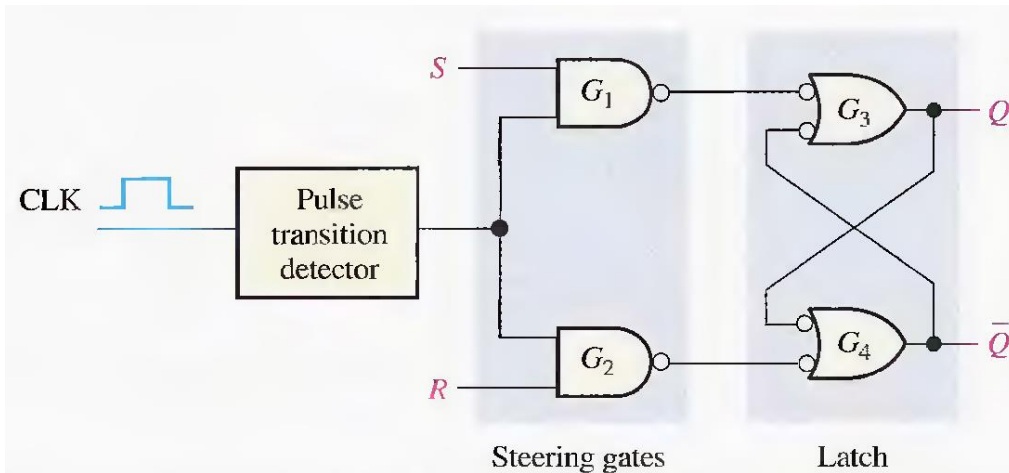 S
G1
G3
Q
CLK
Pulse
transition
detector
G2
G4
Q̅
R
Steering gates
Latch